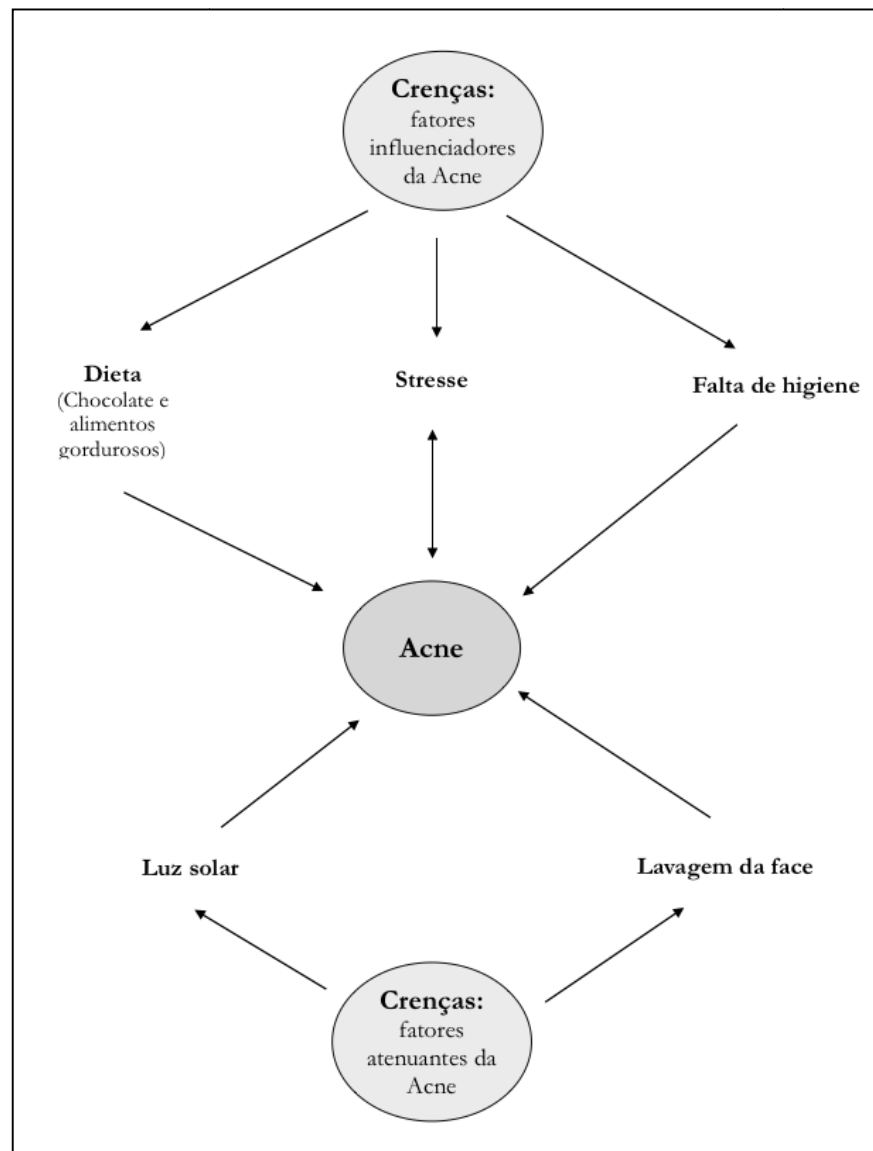 Crenças:
fatores
influenciadores
da Acne
Dieta
(Chocolate e
alimentos
gordurosos)
Stresse
Falta de higiene
Acne
Luz solar
Lavagem da face
Crenças:
fatores
atenuantes da
Acne